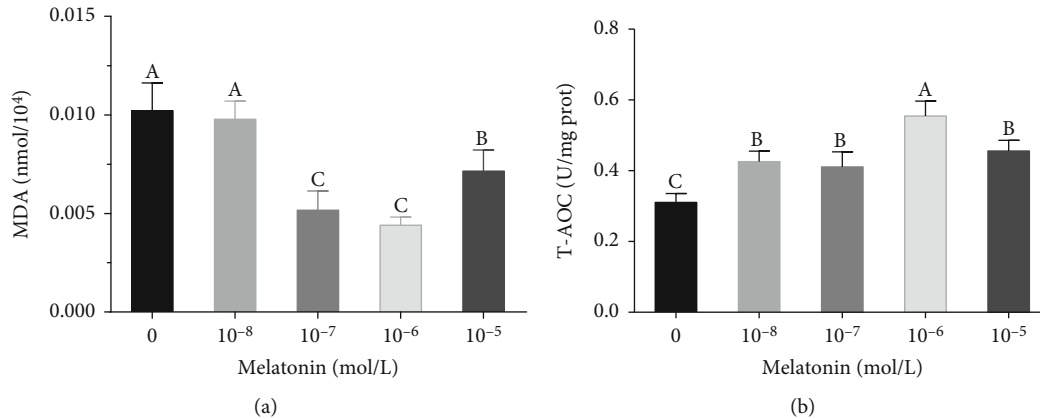 0.015
0.010
0.005
0.000
MDA (nmol/10⁴)
A
A
C
C
B
0
10⁻⁸
10⁻⁷
10⁻⁶
10⁻⁵
Melatonin (mol/L)
(a)
0.8
0.6
0.4
0.2
0.0
T-AOC (U/mg prot)
C
B
B
A
B
0
10⁻⁸
10⁻⁷
10⁻⁶
10⁻⁵
Melatonin (mol/L)
(b)